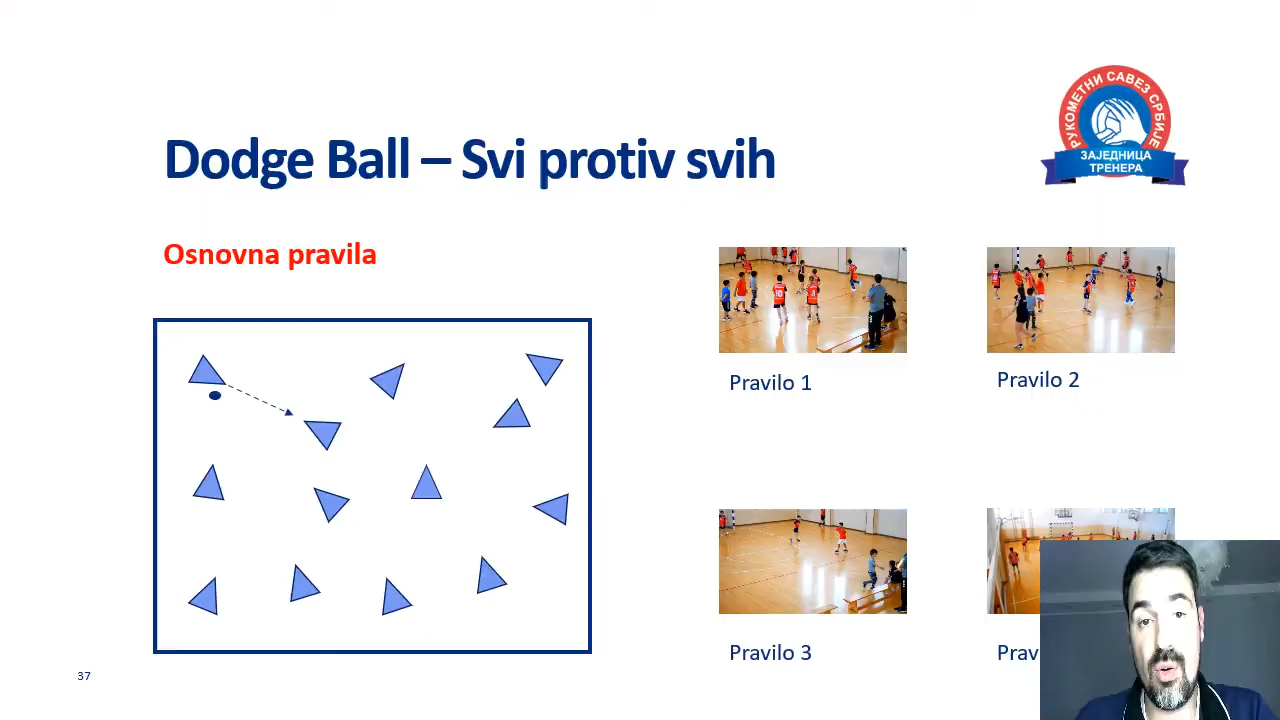 Dodge Ball – Svi protiv svih
РУКОМЕТНИ САВЕЗ СРБИЈЕ
ЗАЈЕДНИЦА
ТРЕНЕРА
Osnovna pravila
Pravilo 1
Pravilo 2
Pravilo 3
Prav
37